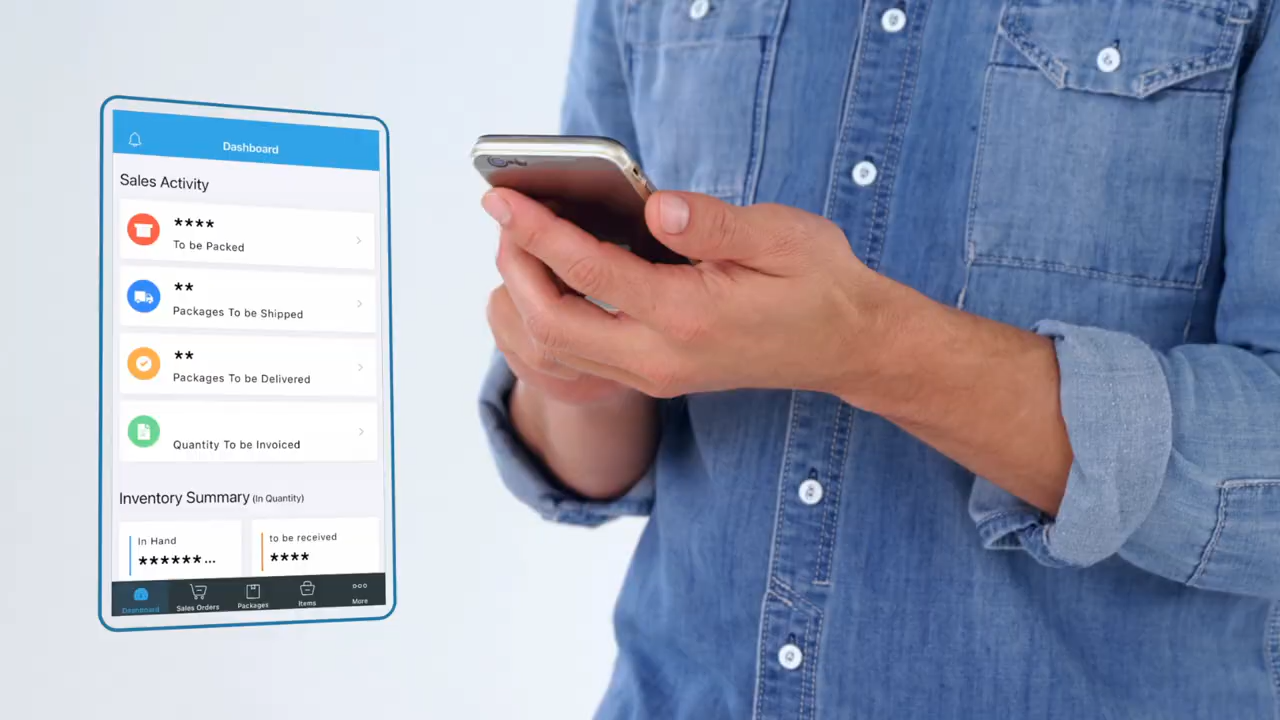 Dashboard
Sales Activity
****
To be Packed
**
Packages To be Shipped
**
Packages To be Delivered
Quantity To be Invoiced
Inventory Summary (In Quantity)
In Hand
******...
to be received
****
Dashboard
Sales Orders
Packages
Items
More